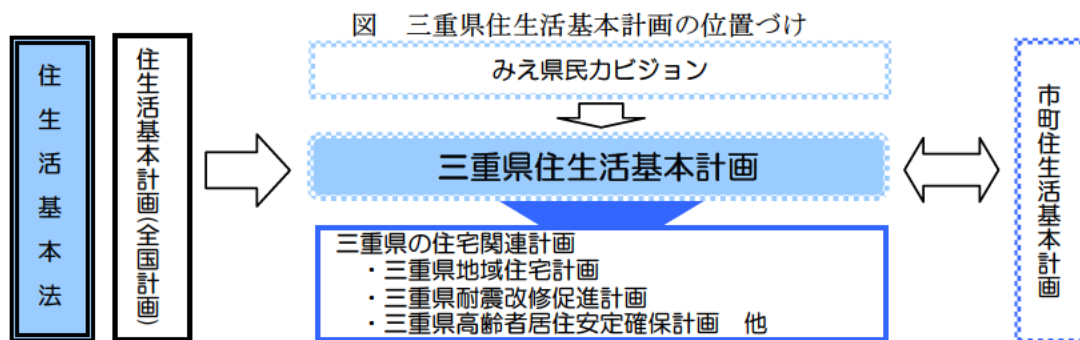 図　三重県住生活基本計画の位置づけ
住生活基本法
住生活基本計画(全国計画)
みえ県民力ビジョン
三重県住生活基本計画
三重県の住宅関連計画
・三重県地域住宅計画
・三重県耐震改修促進計画
・三重県高齢者居住安定確保計画　他
市町住生活基本計画